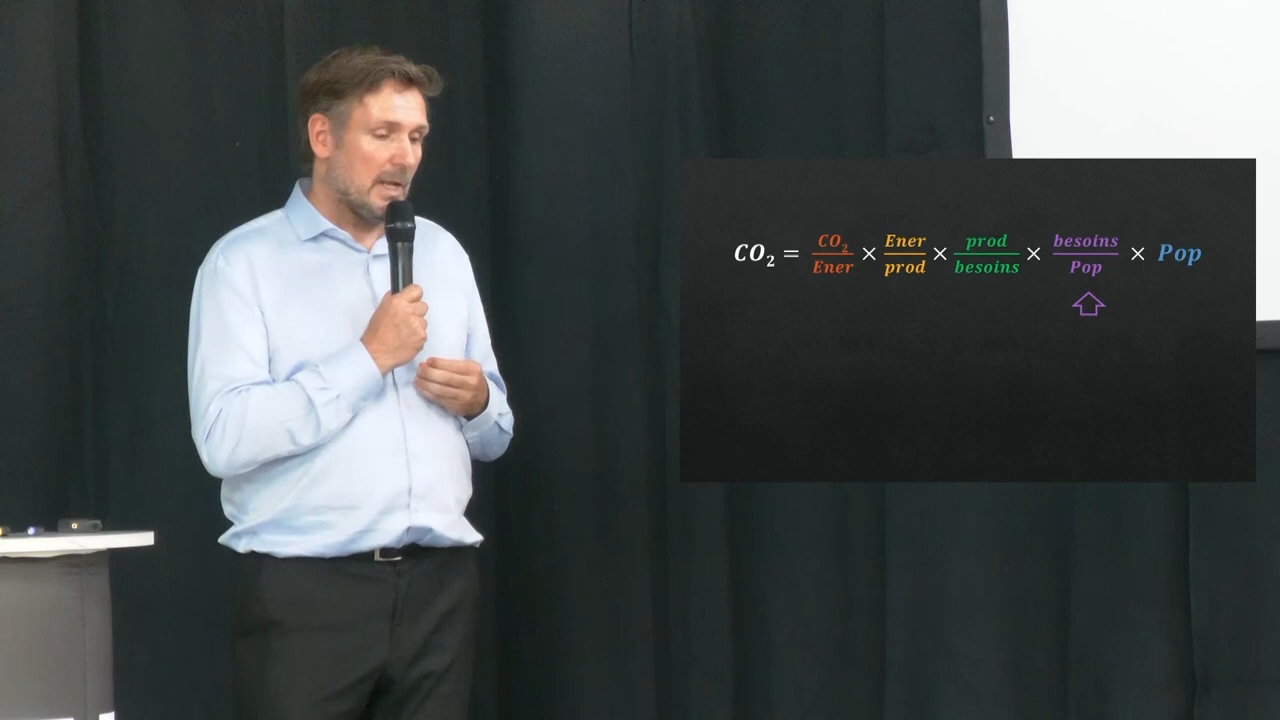 CO₂ = CO₂/Ener × Ener/prod × prod/besoins × besoins/Pop × Pop